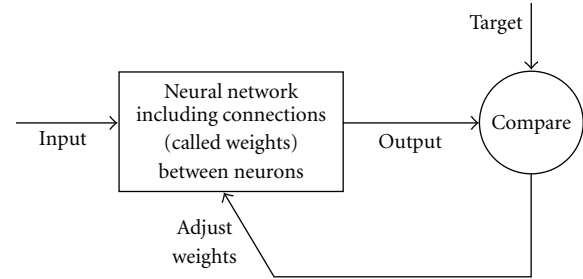 Target
Neural network
including connections
(called weights)
between neurons
Input
Output
Compare
Adjust
weights